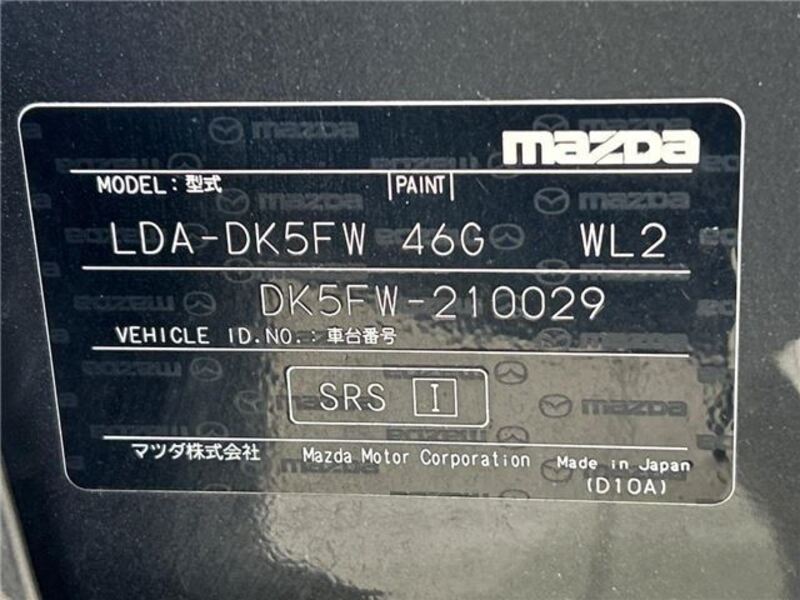 mazda
MODEL : 型式 PAINT
LDA-DK5FW 46G WL2
DK5FW-210029
VEHICLE ID.NO. : 車台番号
SRS I
マツダ株式会社 Mazda Motor Corporation Made in Japan
(D10A)